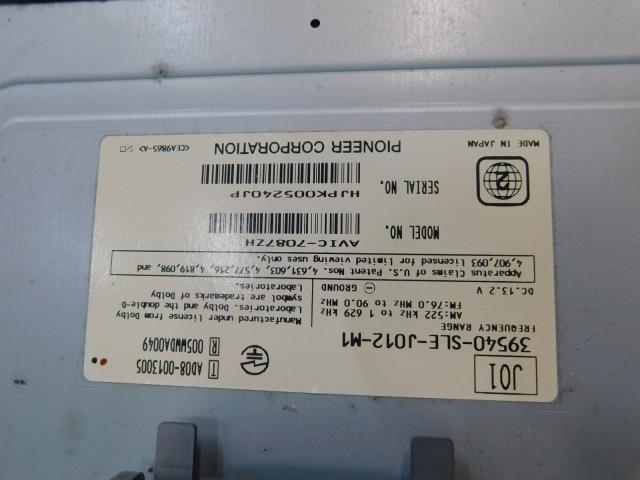 J01
39540-SLE-J012-M1
T AD08-0013005
R 005WWDA0049
FREQUENCY RANGE
AM:522 kHz to 1 629 kHz
FM:76.0 MHz to 90.0 MHz
DC:13.2 V
GROUND
Manufactured under license from Dolby
Laboratories. Dolby and the double-D
symbol are trademarks of Dolby
Laboratories.
Apparatus Claims of U.S. Patent Nos. 4,631,603, 4,577,216, 4,819,098, and
4,907,093 licensed for limited viewing uses only.
MODEL NO.
AVIC-7087ZH
SERIAL NO.
HJPK005240JP
2
MADE IN JAPAN
PIONEER CORPORATION
<CEA9865-A>